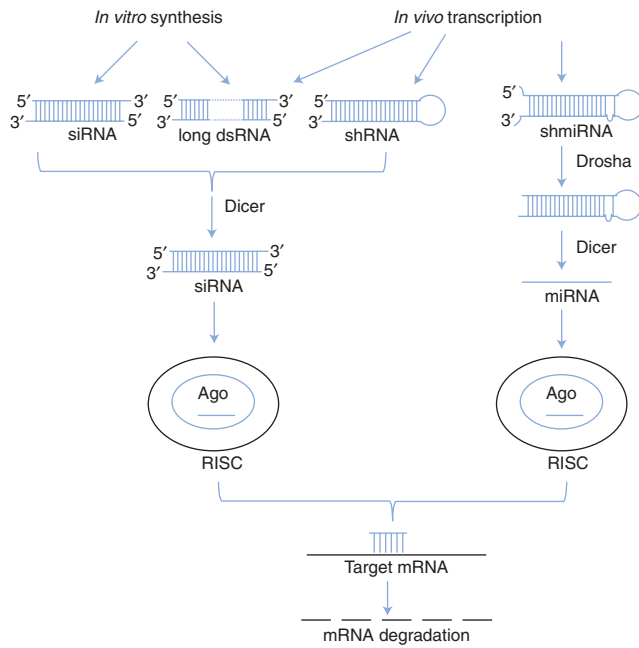 In vitro synthesis
In vivo transcription
5′ 3′
3′ 5′
siRNA
long dsRNA
5′ 3′
3′ 5′
shRNA
5′
3′
shmiRNA
Drosha
Dicer
Dicer
5′ 3′
3′ 5′
siRNA
miRNA
Ago
RISC
Ago
RISC
Target mRNA
mRNA degradation